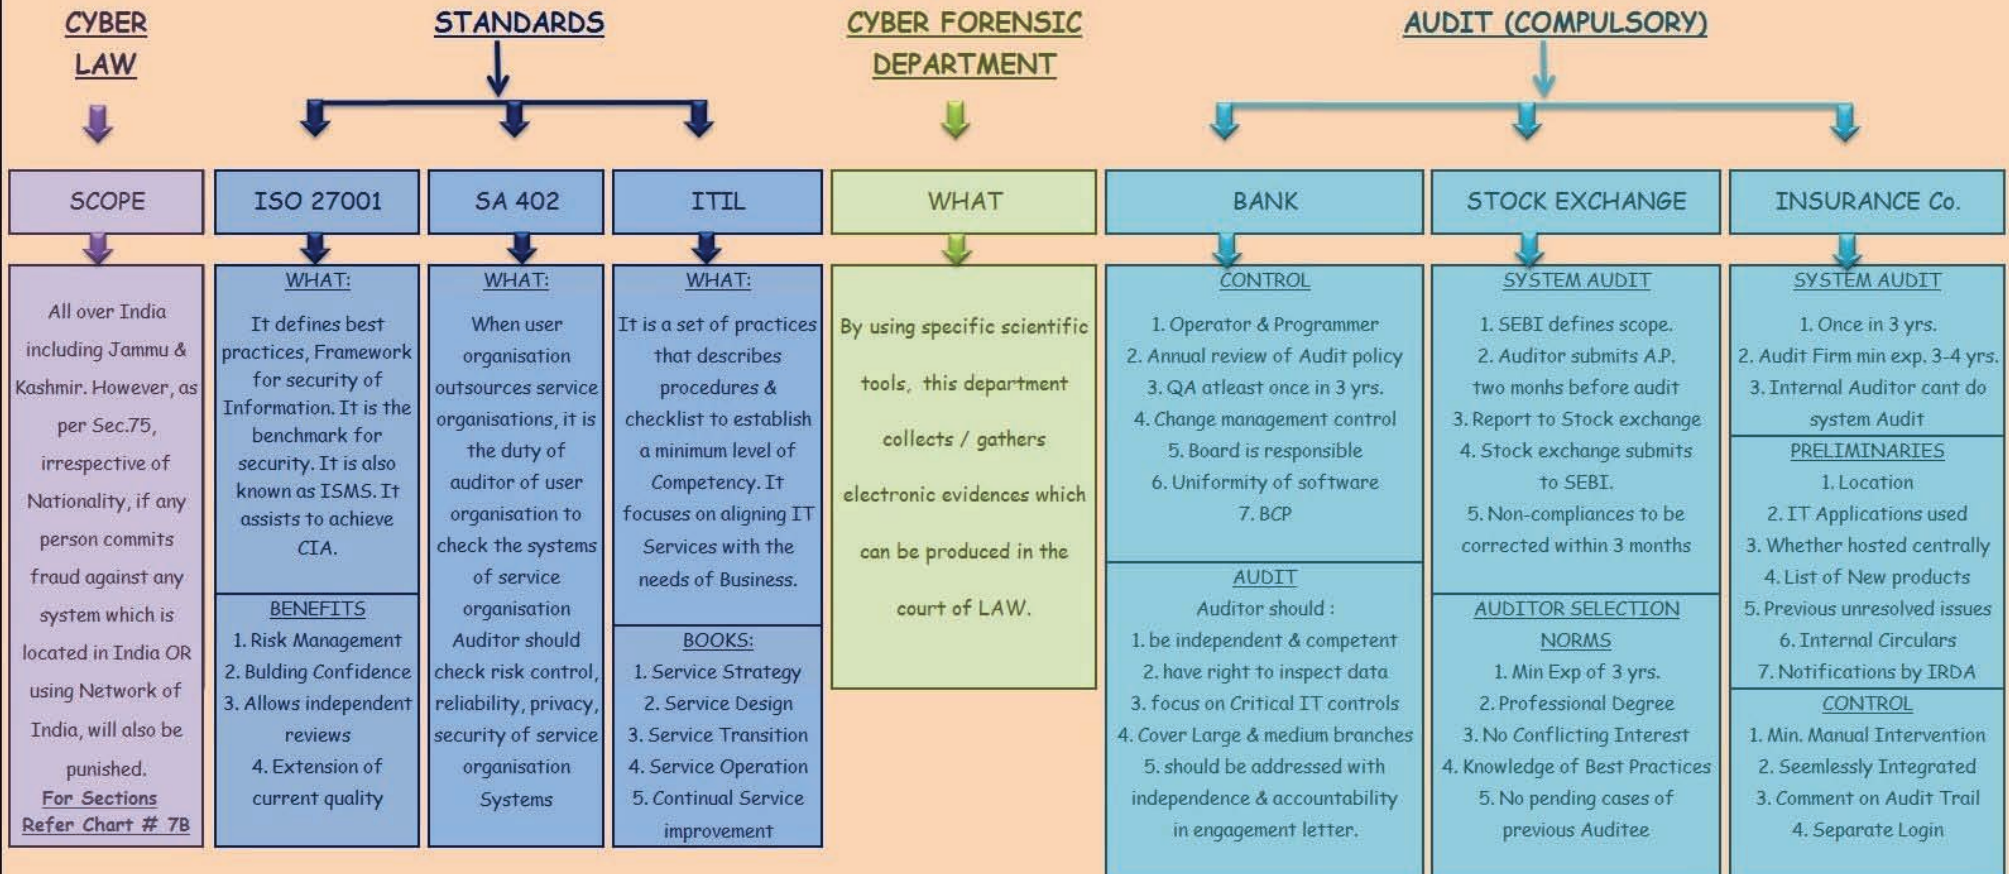 CYBER
LAW
SCOPE
All over India
including Jammu &
Kashmir. However, as
per Sec.75,
irrespective of
Nationality, if any
person commits
fraud against any
system which is
located in India OR
using Network of
India, will also be
punished.
For Sections
Refer Chart # 7B
STANDARDS
ISO 27001
WHAT:
It defines best
practices, Framework
for security of
Information. It is the
benchmark for
security. It is also
known as ISMS. It
assists to achieve
CIA.
BENEFITS
1. Risk Management
2. Bulding Confidence
3. Allows independent
reviews
4. Extension of
current quality
SA 402
WHAT:
When user
organisation
outsources service
organisations, it is
the duty of
auditor of user
organisation to
check the systems
of service
organisation
Auditor should
check risk control,
reliability, privacy,
security of service
organisation
Systems
ITIL
WHAT:
It is a set of practices
that describes
procedures &
checklist to establish
a minimum level of
Competency. It
focuses on aligning IT
Services with the
needs of Business.
BOOKS:
1. Service Strategy
2. Service Design
3. Service Transition
4. Service Operation
5. Continual Service
improvement
CYBER FORENSIC
DEPARTMENT
WHAT
By using specific scientific
tools, this department
collects / gathers
electronic evidences which
can be produced in the
court of LAW.
AUDIT (COMPULSORY)
BANK
CONTROL
1. Operator & Programmer
2. Annual review of Audit policy
3. QA atleast once in 3 yrs.
4. Change management control
5. Board is responsible
6. Uniformity of software
7. BCP
AUDIT
Auditor should :
1. be independent & competent
2. have right to inspect data
3. focus on Critical IT controls
4. Cover Large & medium branches
5. should be addressed with
independence & accountability
in engagement letter.
STOCK EXCHANGE
SYSTEM AUDIT
1. SEBI defines scope.
2. Auditor submits A.P.
two monhs before audit
3. Report to Stock exchange
4. Stock exchange submits
to SEBI.
5. Non-compliances to be
corrected within 3 months
AUDITOR SELECTION
NORMS
1. Min Exp of 3 yrs.
2. Professional Degree
3. No Conflicting Interest
4. Knowledge of Best Practices
5. No pending cases of
previous Auditee
INSURANCE Co.
SYSTEM AUDIT
1. Once in 3 yrs.
2. Audit Firm min exp. 3-4 yrs.
3. Internal Auditor cant do
system Audit
PRELIMINARIES
1. Location
2. IT Applications used
3. Whether hosted centrally
4. List of New products
5. Previous unresolved issues
6. Internal Circulars
7. Notifications by IRDA
CONTROL
1. Min. Manual Intervention
2. Seemlessly Integrated
3. Comment on Audit Trail
4. Separate Login